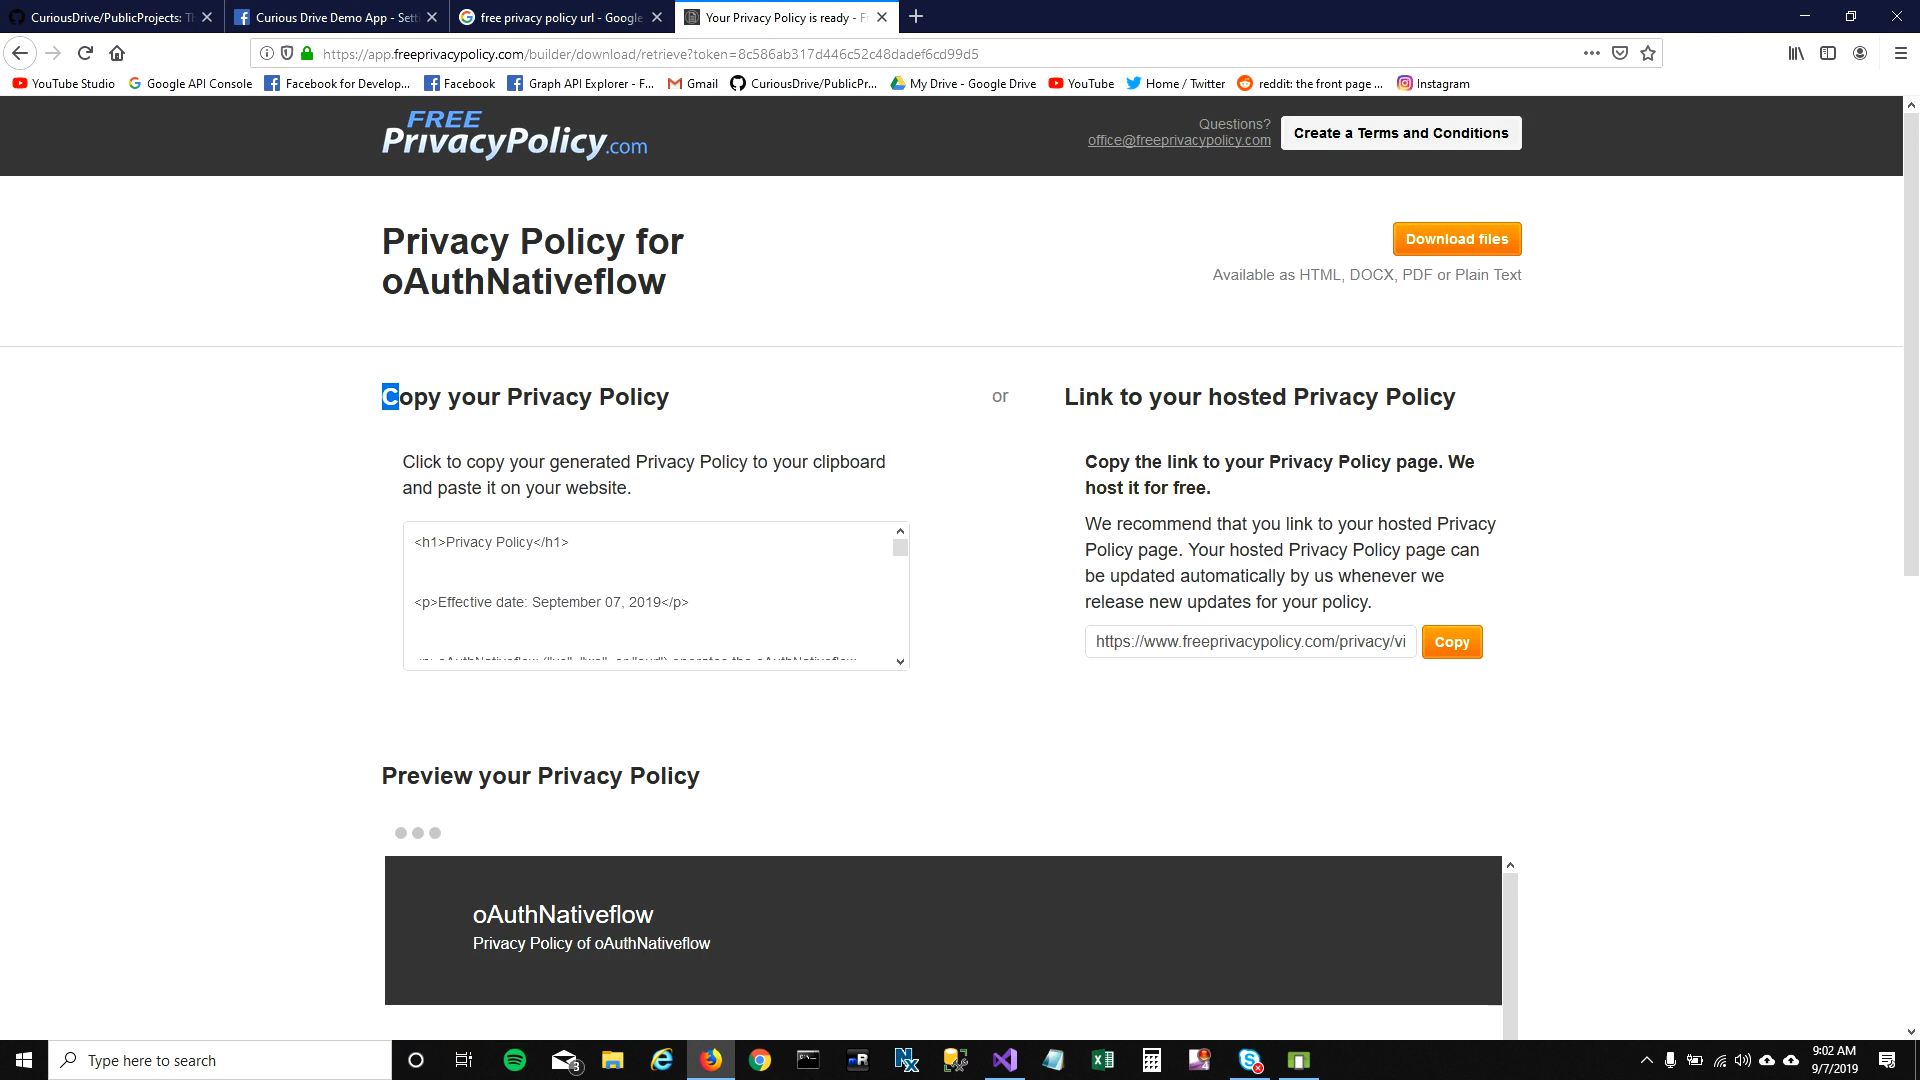 CuriousDrive/PublicProjects: Th
Curious Drive Demo App - Setti
free privacy policy url - Google
Your Privacy Policy is ready - Fr
https://app.freeprivacypolicy.com/builder/download/retrieve?token=8c586ab317d446c52c48dadef6cd99d5
YouTube Studio
Google API Console
Facebook for Develop...
Facebook
Graph API Explorer - F...
Gmail
CuriousDrive/PublicPr...
My Drive - Google Drive
YouTube
Home / Twitter
reddit: the front page ...
Instagram
FREE
PrivacyPolicy.com
Questions?
office@freeprivacypolicy.com
Create a Terms and Conditions
Privacy Policy for
oAuthNativeflow
Download files
Available as HTML, DOCX, PDF or Plain Text
Copy your Privacy Policy
or
Link to your hosted Privacy Policy
Click to copy your generated Privacy Policy to your clipboard
and paste it on your website.
<h1>Privacy Policy</h1>
<p>Effective date: September 07, 2019</p>
Copy the link to your Privacy Policy page. We
host it for free.
We recommend that you link to your hosted Privacy
Policy page. Your hosted Privacy Policy page can
be updated automatically by us whenever we
release new updates for your policy.
https://www.freeprivacypolicy.com/privacy/vi
Copy
Preview your Privacy Policy
oAuthNativeflow
Privacy Policy of oAuthNativeflow
Type here to search
3
9:02 AM
9/7/2019